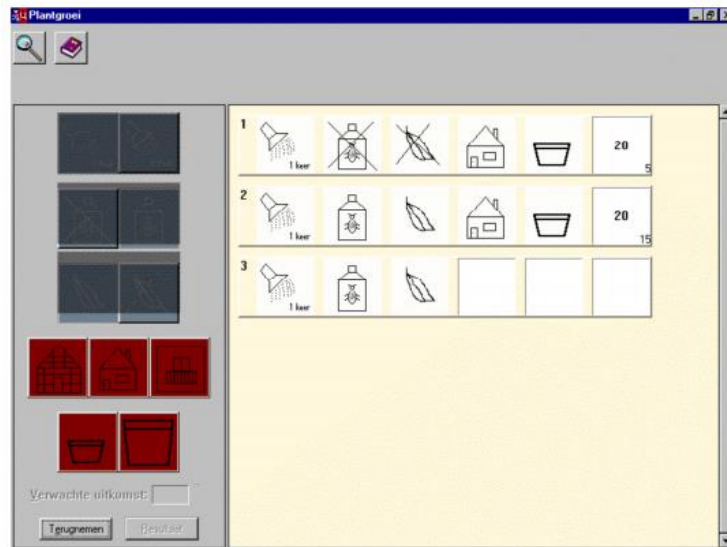 Plantgroei
1
1 keer
20
5
2
1 keer
20
15
3
1 keer
Verwachte uitkomst:
Terugnemen
Resultaat